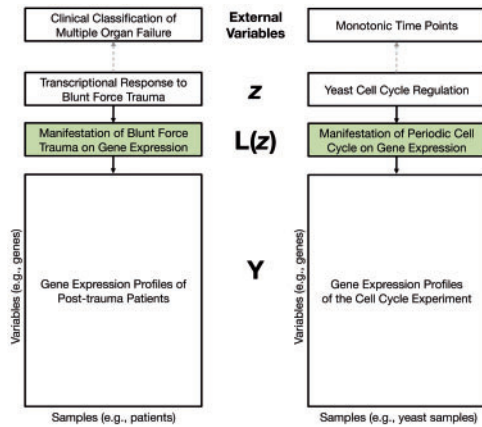 Clinical Classification of
Multiple Organ Failure
External
Variables
Monotonic Time Points
Transcriptional Response to
Blunt Force Trauma
z
Yeast Cell Cycle Regulation
Manifestation of Blunt Force
Trauma on Gene Expression
L(z)
Manifestation of Periodic Cell
Cycle on Gene Expression
Variables (e.g., genes)
Gene Expression Profiles of
Post-trauma Patients
Y
Variables (e.g., genes)
Gene Expression Profiles
of the Cell Cycle Experiment
Samples (e.g., patients)
Samples (e.g., yeast samples)